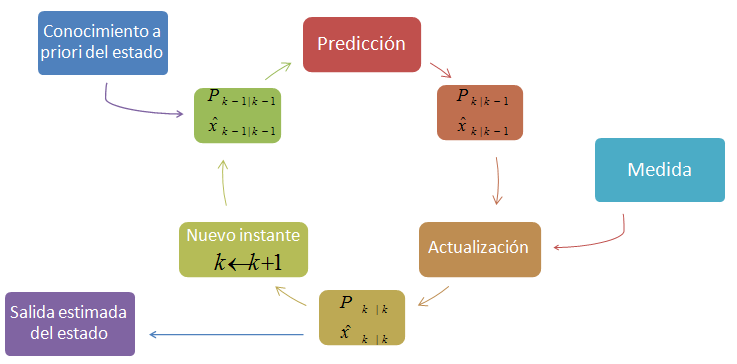 Conocimiento a
priori del estado
Predicción
P k−1|k−1
x̂ k−1|k−1
P k|k−1
x̂ k|k−1
Medida
Nuevo instante
k←k+1
Actualización
P k|k
x̂ k|k
Salida estimada
del estado